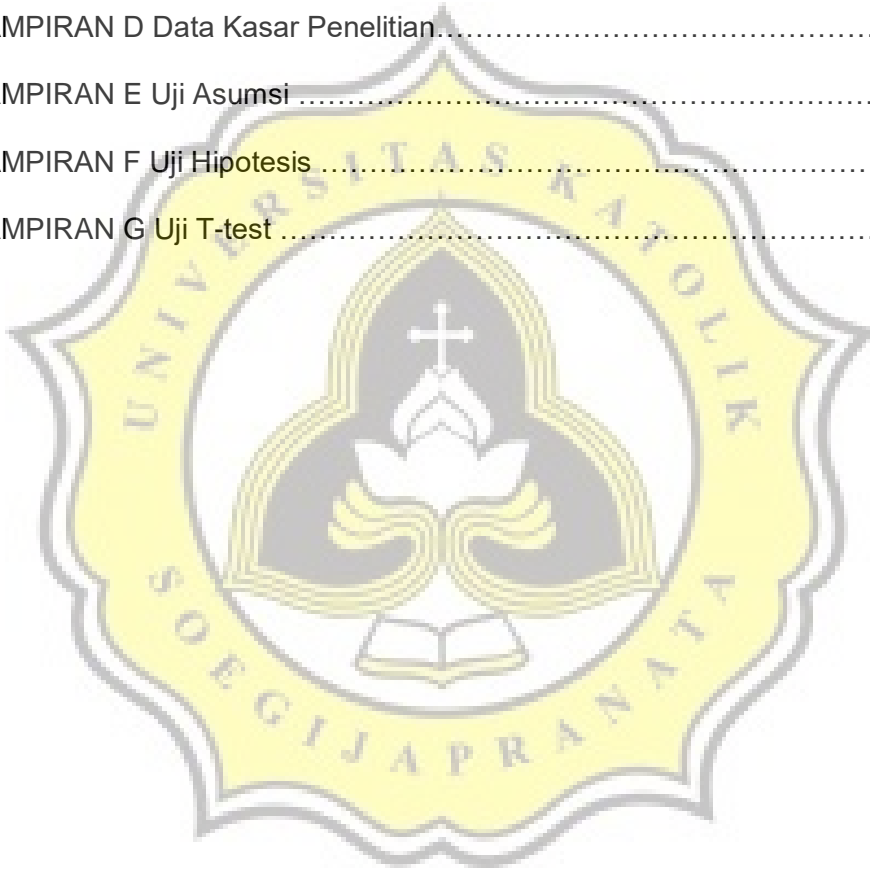 MPIRAN D Data Kasar Penelitian.........................................
MPIRAN E Uji Asumsi .........................................................
MPIRAN F Uji Hipotesis ......................................................
MPIRAN G Uji T-test ..........................................................
UNIVERSITAS KATOLIK
SOEGIJAPRANATA